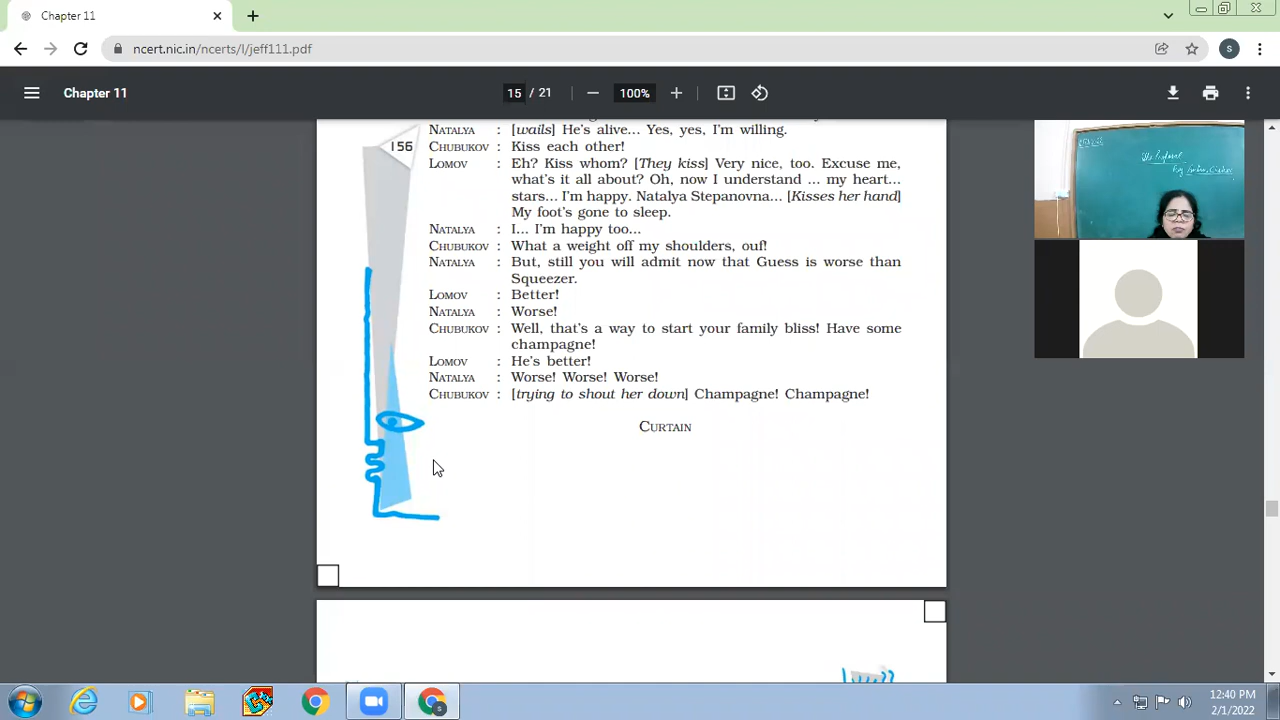 Chapter 11
ncert.nic.in/ncerts/l/jeff111.pdf
S
Chapter 11
15 / 21
100%
156
NATALYA : [wails] He's alive... Yes, yes, I'm willing.
CHUBUKOV : Kiss each other!
LOMOV : Eh? Kiss whom? [They kiss] Very nice, too. Excuse me,
what's it all about? Oh, now I understand ... my heart...
stars... I'm happy. Natalya Stepanovna... [Kisses her hand]
My foot's gone to sleep.
NATALYA : I... I'm happy too...
CHUBUKOV : What a weight off my shoulders, ouf!
NATALYA : But, still you will admit now that Guess is worse than
Squeezer.
LOMOV : Better!
NATALYA : Worse!
CHUBUKOV : Well, that's a way to start your family bliss! Have some
champagne!
LOMOV : He's better!
NATALYA : Worse! Worse! Worse!
CHUBUKOV : [trying to shout her down] Champagne! Champagne!
CURTAIN
The Proposal
By
S
12:40 PM
2/1/2022